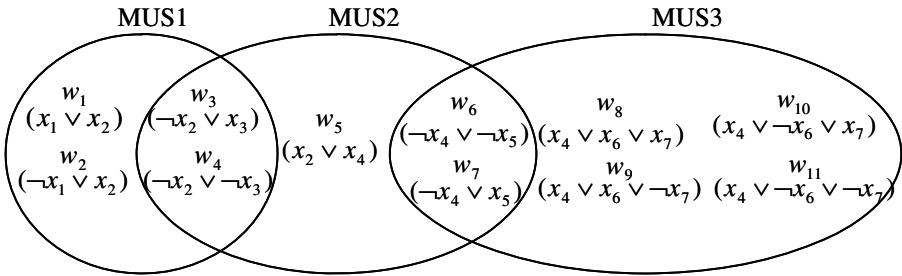 MUS1 MUS2 MUS3
w₁ w₃ w₆ w₈ w₁₀
(x₁ ∨ x₂) (¬x₂ ∨ x₃) w₅ (¬x₄ ∨ ¬x₅) (x₄ ∨ x₆ ∨ x₇) (x₄ ∨ ¬x₆ ∨ x₇)
w₂ w₄ (x₂ ∨ x₄) w₇ w₉ w₁₁
(¬x₁ ∨ x₂) (¬x₂ ∨ ¬x₃) (¬x₄ ∨ x₅) (x₄ ∨ x₆ ∨ ¬x₇) (x₄ ∨ ¬x₆ ∨ ¬x₇)